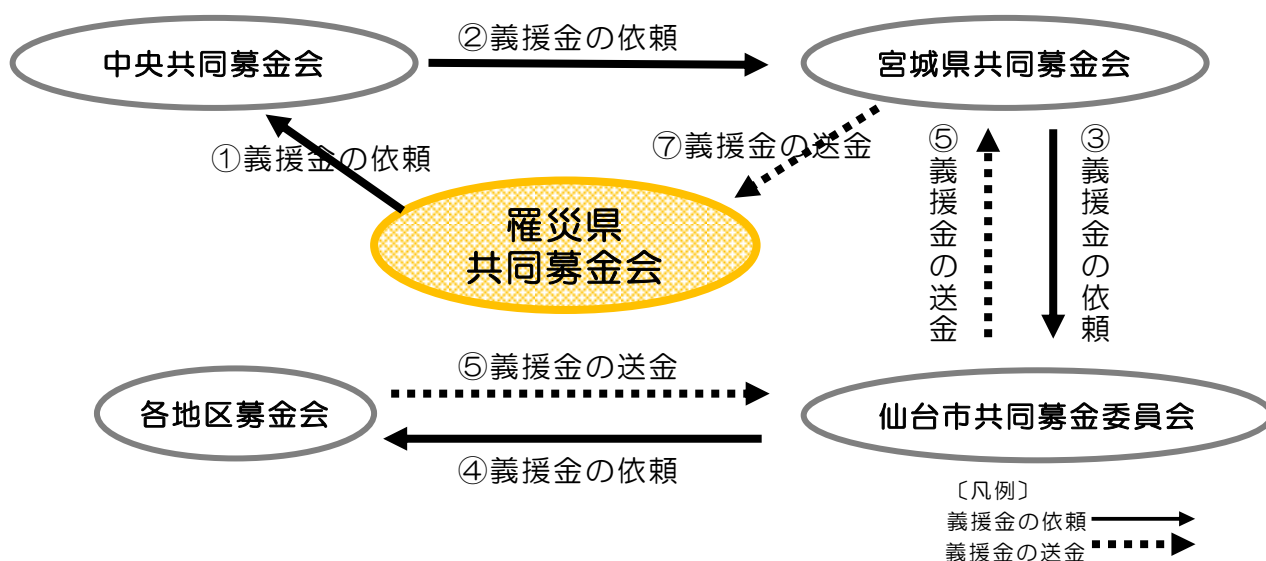 ②義援金の依頼
中央共同募金会
宮城県共同募金会
①義援金の依頼
⑦義援金の送金
⑤義援金の送金
③義援金の依頼
罹災県
共同募金会
⑤義援金の送金
各地区募金会
仙台市共同募金委員会
④義援金の依頼
〔凡例〕
義援金の依頼
義援金の送金